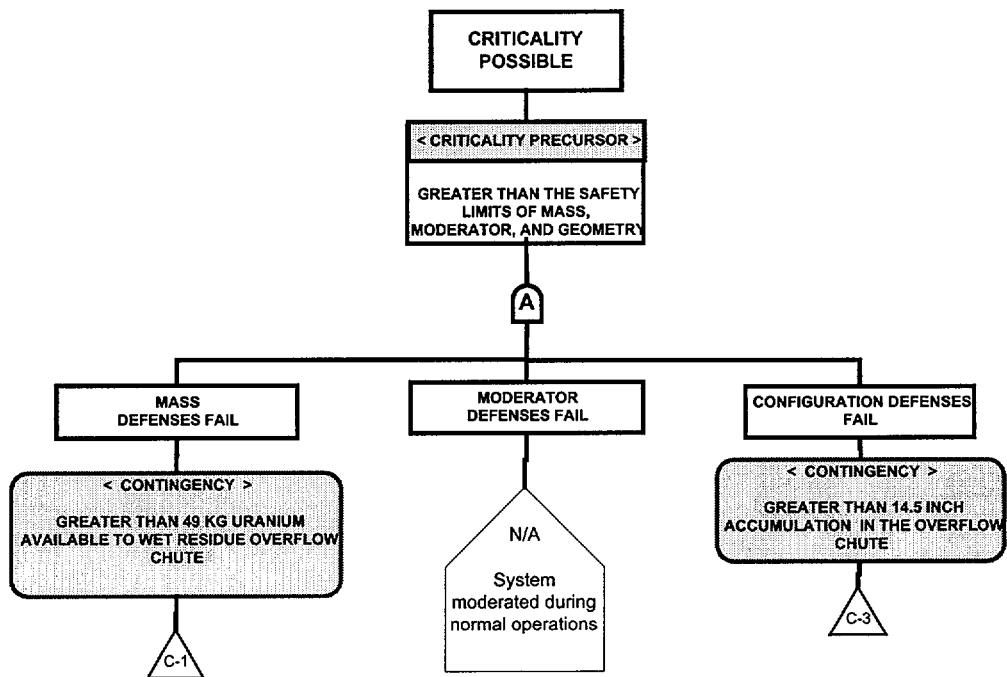 CRITICALITY
POSSIBLE
< CRITICALITY PRECURSOR >
GREATER THAN THE SAFETY
LIMITS OF MASS,
MODERATOR, AND GEOMETRY
A
MASS
DEFENSES FAIL
MODERATOR
DEFENSES FAIL
CONFIGURATION DEFENSES
FAIL
< CONTINGENCY >
GREATER THAN 49 KG URANIUM
AVAILABLE TO WET RESIDUE OVERFLOW
CHUTE
N/A
System
moderated during
normal operations
< CONTINGENCY >
GREATER THAN 14.5 INCH
ACCUMULATION IN THE OVERFLOW
CHUTE
C-1
C-3